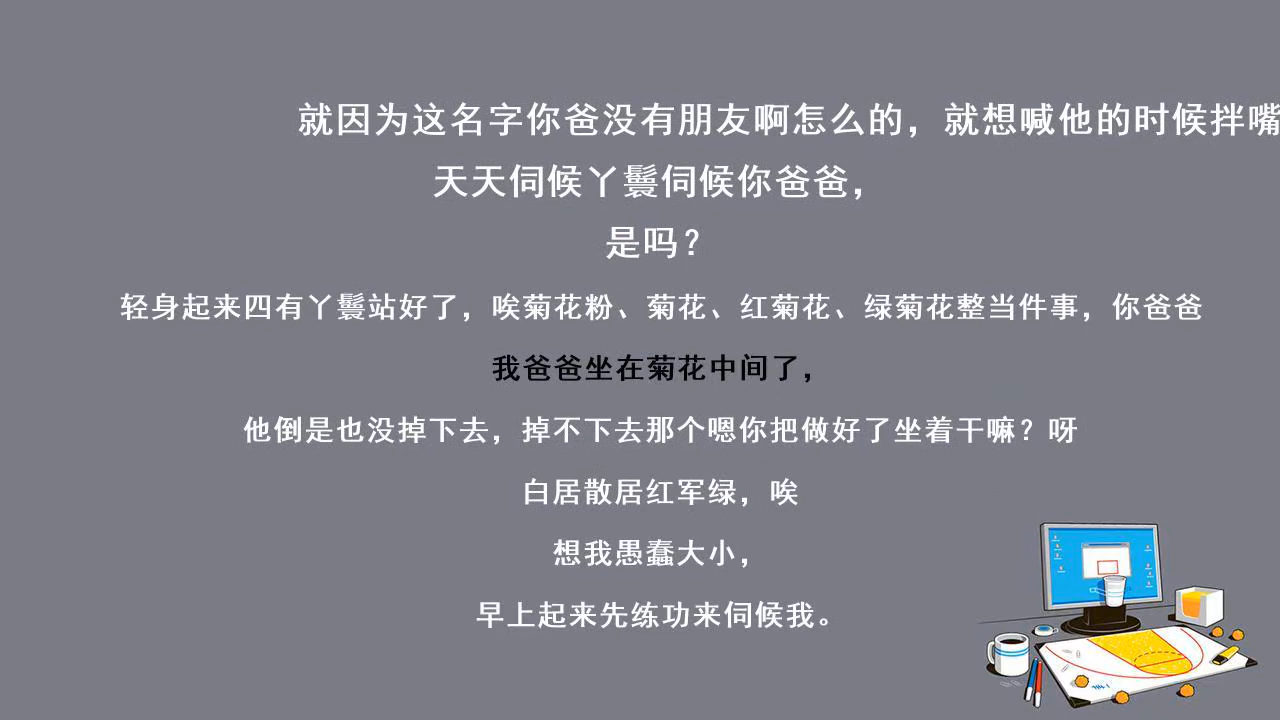 就因为这名字你爸没有朋友啊怎么的，就想喊他的时候拌嘴
天天伺候丫鬟伺候你爸爸，
是吗？
轻身起来四有丫鬟站好了，唉菊花粉、菊花、红菊花、绿菊花整当件事，你爸爸
我爸爸坐在菊花中间了，
他倒是也没掉下去，掉不下去那个嗯你把做好了坐着干嘛？呀
白居散居红军绿，唉
想我愚蠢大小，
早上起来先练功来伺候我。